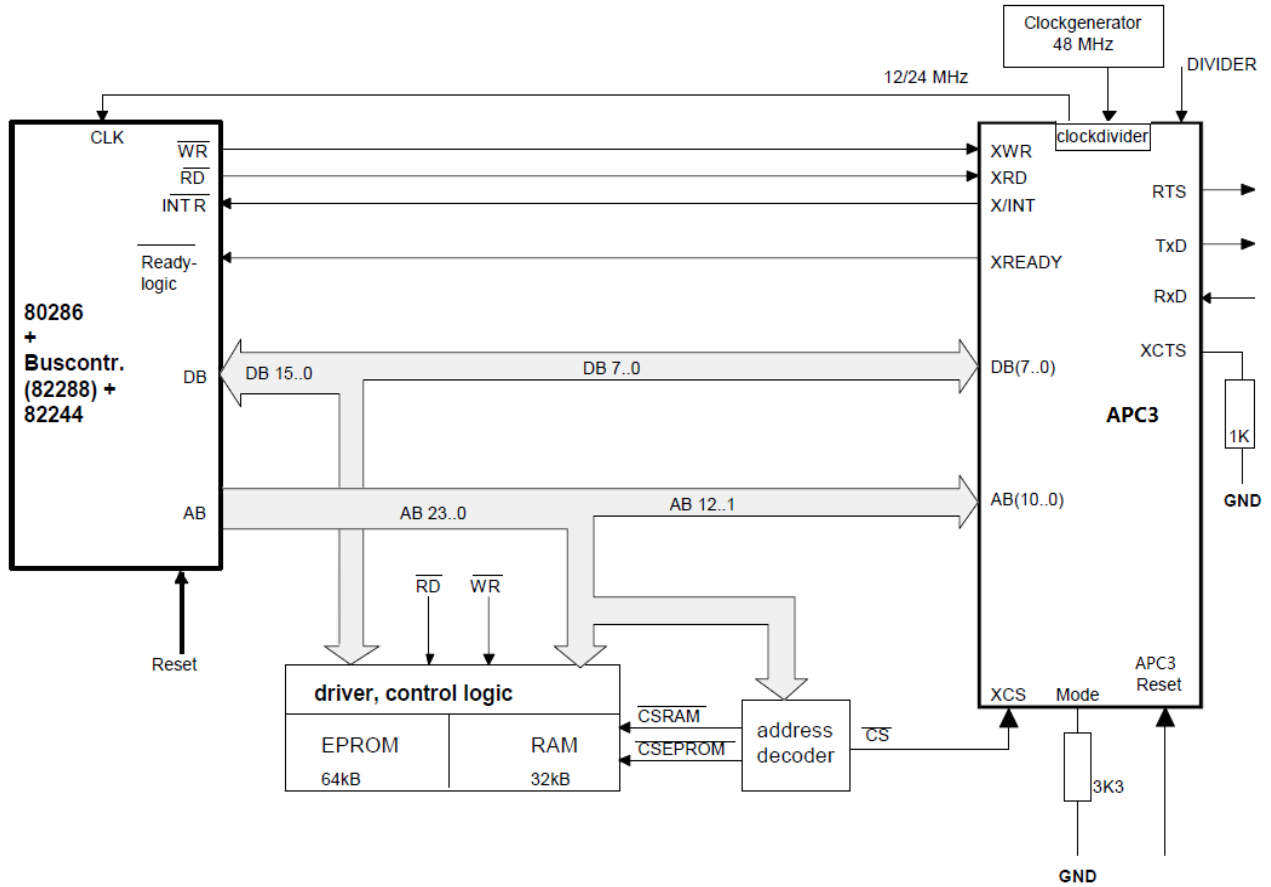 Clockgenerator
48 MHz
DIVIDER
12/24 MHz
CLK
clockdivider
WR
XWR
RD
XRD
RTS
INTR
X/INT
TxD
Ready-
logic
XREADY
RxD
80286
+
Buscontr.
(82288) +
82244
XCTS
DB
DB 15..0
DB 7..0
DB(7..0)
APC3
1K
GND
AB
AB 23..0
AB 12..1
AB(10..0)
RD
WR
Reset
driver, control logic
EPROM
64kB
RAM
32kB
CSRAM
CSEPROM
address
decoder
CS
XCS
Mode
APC3
Reset
3K3
GND